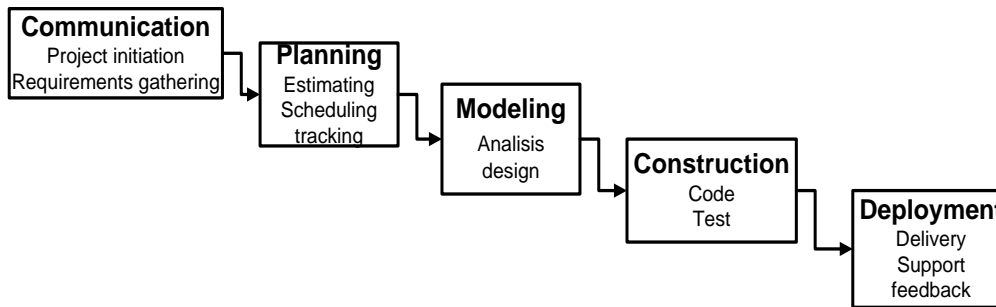 Communication
Project initiation
Requirements gathering
Planning
Estimating
Scheduling
tracking
Modeling
Analisis
design
Construction
Code
Test
Deployment
Delivery
Support
feedback